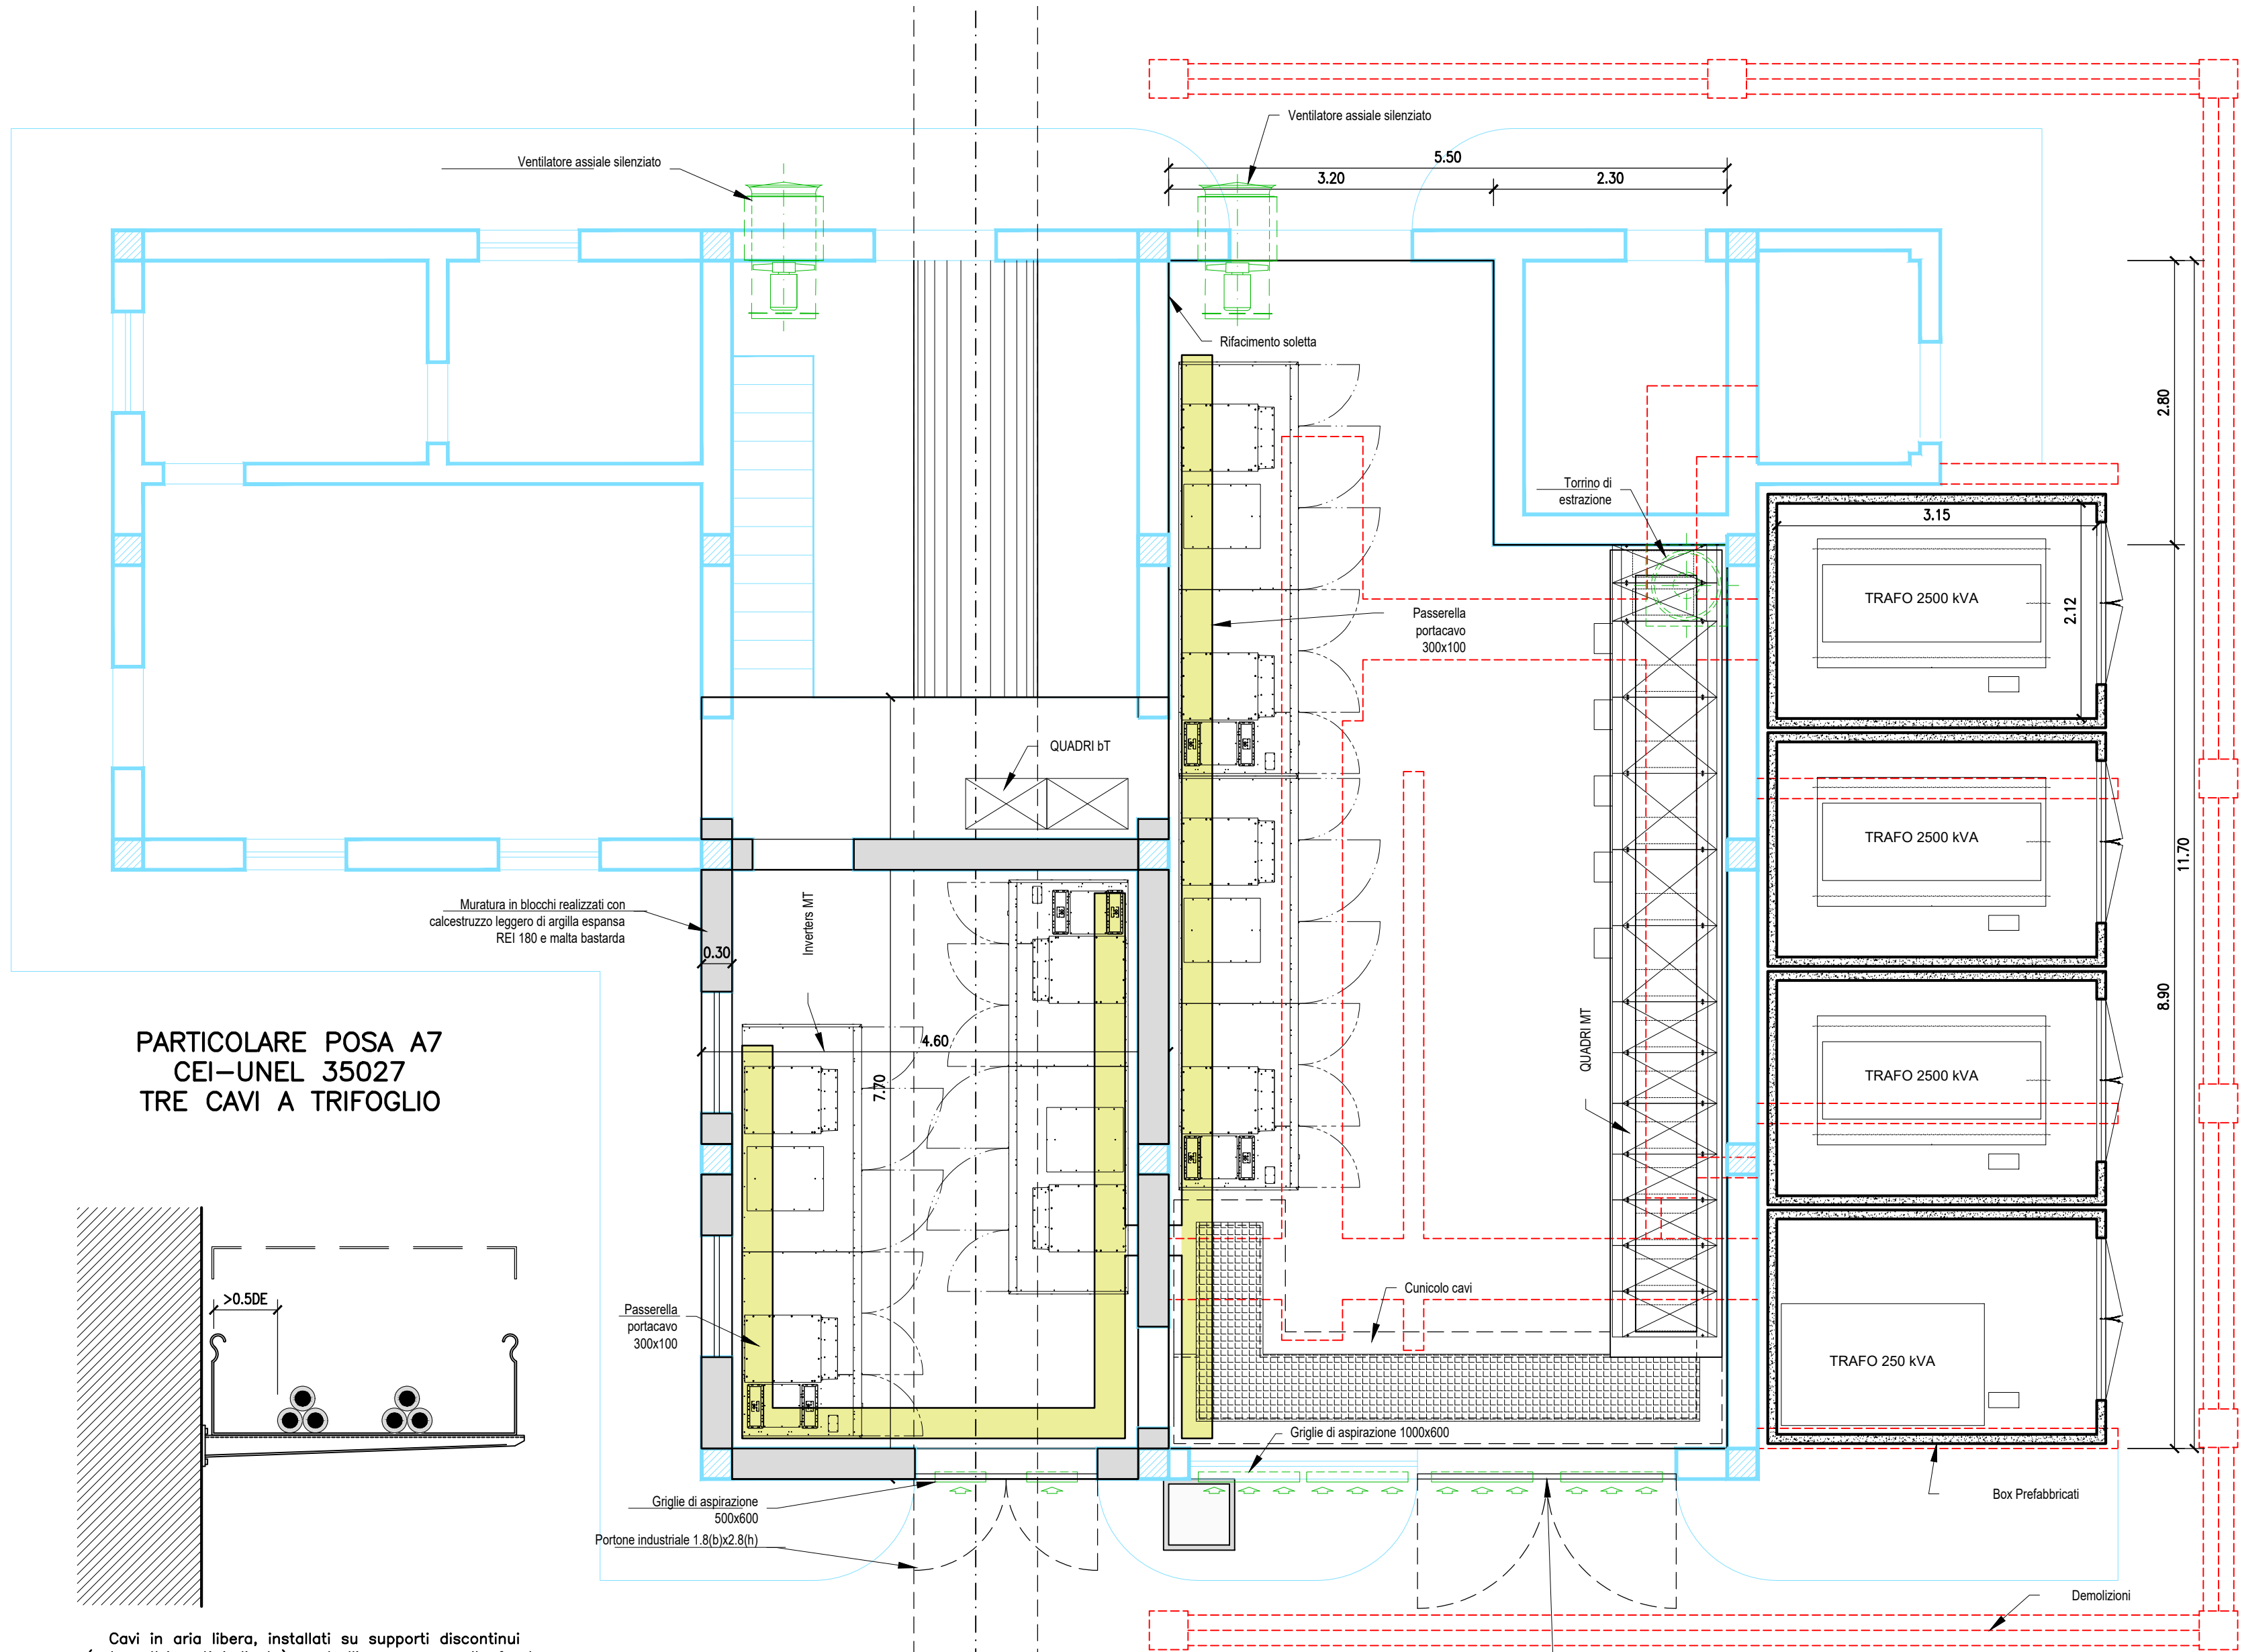 Ventilatore assiale silenziato
Ventilatore assiale silenziato
5.50
3.20
2.30
Rifacimento soletta
2.80
Torrino di
estrazione
3.15
TRAFO 2500 kVA
2.12
Passerella
portacavo
300x100
QUADRI bT
TRAFO 2500 kVA
11.70
Muratura in blocchi realizzati con
calcestruzzo leggero di argilla espansa
REI 180 e malta bastarda
0.30
Inverters MT
8.90
PARTICOLARE POSA A7
CEI-UNEL 35027
TRE CAVI A TRIFOGLIO
4.60
7.70
QUADRI MT
TRAFO 2500 kVA
>0.5DE
Passerella
portacavo
300x100
Cunicolo cavi
TRAFO 250 kVA
Griglie di aspirazione 1000x600
Griglie di aspirazione
500x600
Box Prefabbricati
Portone industriale 1.8(b)x2.8(h)
Demolizioni
Cavi in aria libera, installati su supporti discontinui